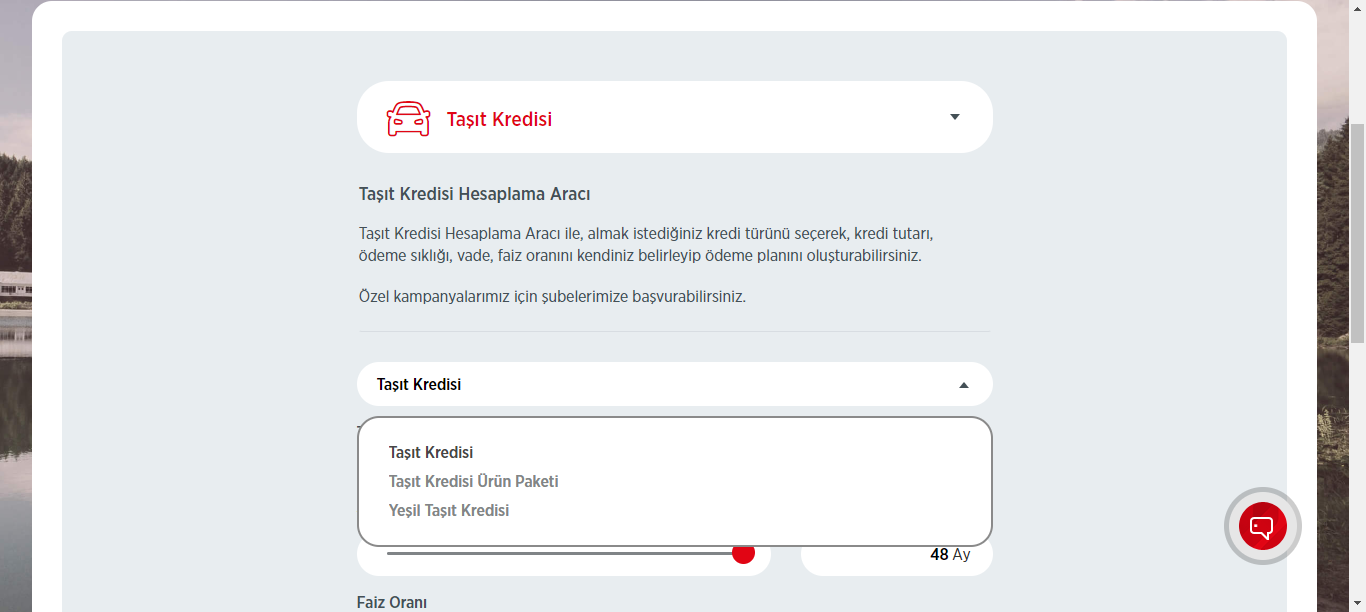 Taşıt Kredisi
Taşıt Kredisi Hesaplama Aracı
Taşıt Kredisi Hesaplama Aracı ile, almak istediğiniz kredi türünü seçerek, kredi tutarı,
ödeme sıklığı, vade, faiz oranını kendiniz belirleyip ödeme planını oluşturabilirsiniz.
Özel kampanyalarımız için şubelerimize başvurabilirsiniz.
Taşıt Kredisi
Taşıt Kredisi
Taşıt Kredisi Ürün Paketi
Yeşil Taşıt Kredisi
48 Ay
Faiz Oranı